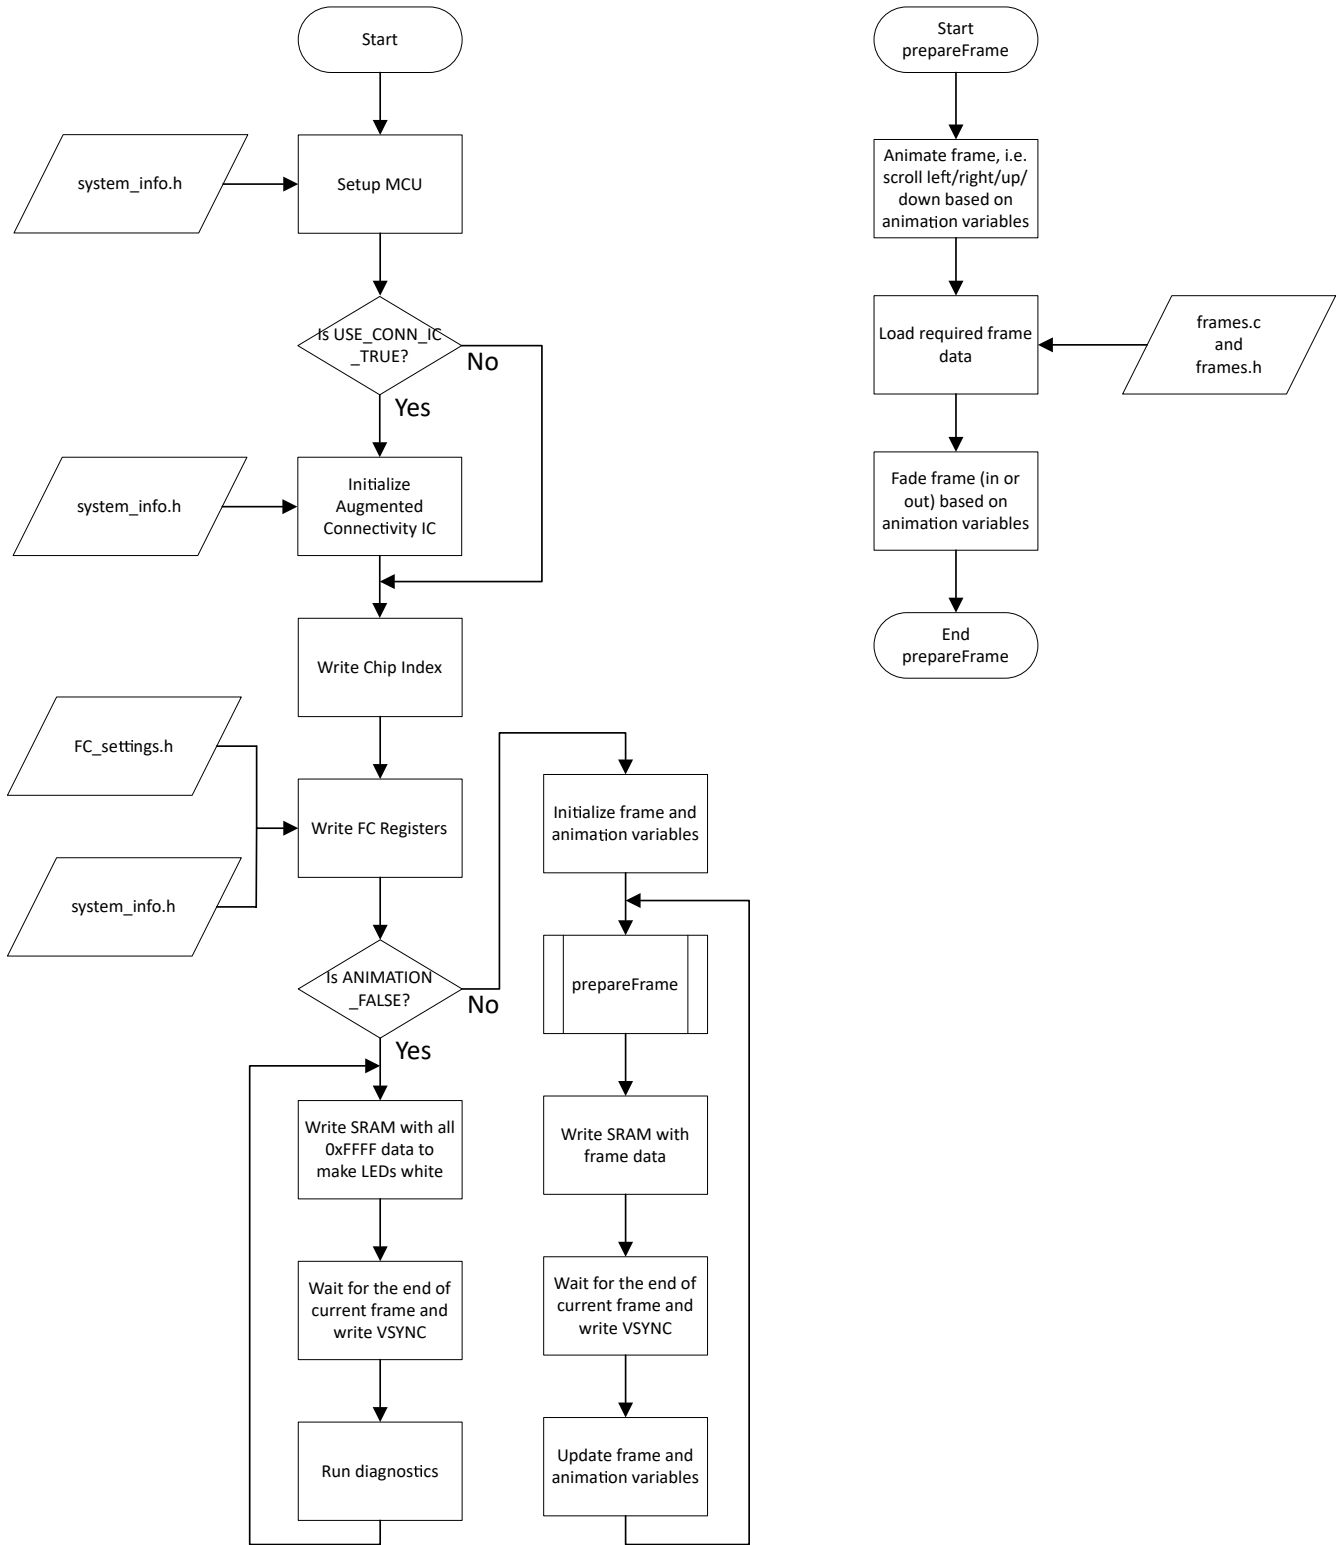 Start
system_info.h
Setup MCU
Is USE_CONN_IC
_TRUE?
No
Yes
system_info.h
Initialize
Augmented
Connectivity IC
Write Chip Index
FC_settings.h
Write FC Registers
system_info.h
Is ANIMATION
_FALSE?
No
Yes
Write SRAM with all
0xFFFF data to
make LEDs white
Wait for the end of
current frame and
write VSYNC
Run diagnostics
Initialize frame and
animation variables
prepareFrame
Write SRAM with
frame data
Wait for the end of
current frame and
write VSYNC
Update frame and
animation variables
Start
prepareFrame
Animate frame, i.e.
scroll left/right/up/
down based on
animation variables
Load required frame
data
frames.c
and
frames.h
Fade frame (in or
out) based on
animation variables
End
prepareFrame